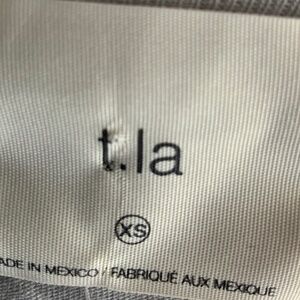 t.la
XS
ADE IN MEXICO / FABRIQUÉ AUX MEXIQUE